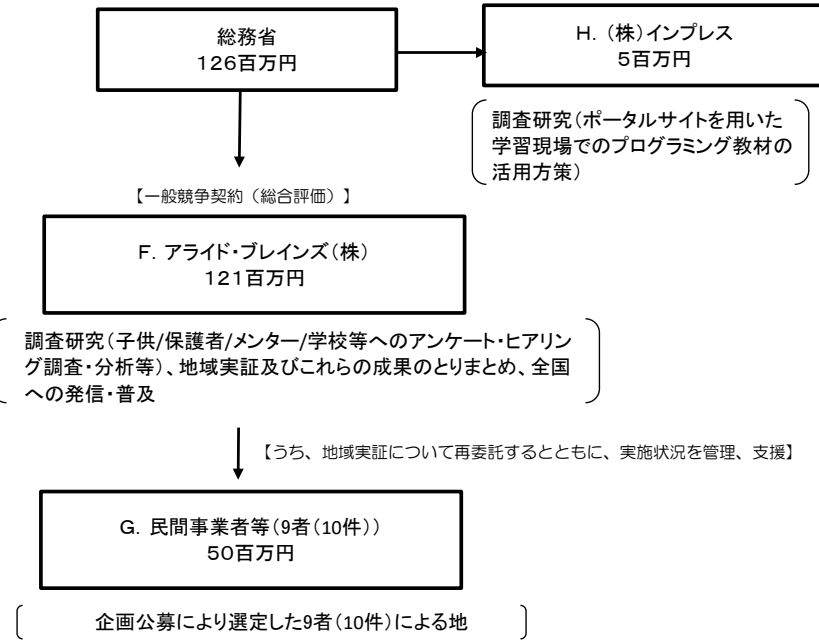 総務省
126百万円
H. (株)インプレス
5百万円
調査研究(ポータルサイトを用いた
学習現場でのプログラミング教材の
活用方策)
【一般競争契約（総合評価）】
F. アライド・ブレインズ(株)
121百万円
調査研究(子供/保護者/メンター/学校等へのアンケート・ヒアリン
グ調査・分析等)、地域実証及びこれらの成果のとりまとめ、全国
への発信・普及
【うち、地域実証について再委託するとともに、実施状況を管理、支援】
G. 民間事業者等(9者(10件))
50百万円
企画公募により選定した9者(10件)による地